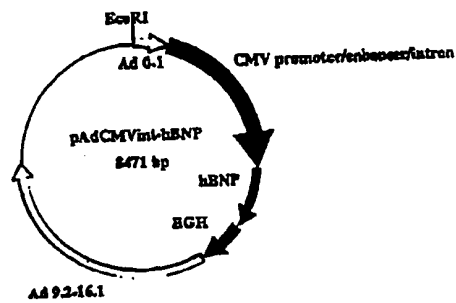 EcoRI
Ad 0-1
CMV promoter/enhancer/intron
pAdCMVint-hBNP
8471 bp
hBNP
BGH
Ad 9.2-16.1